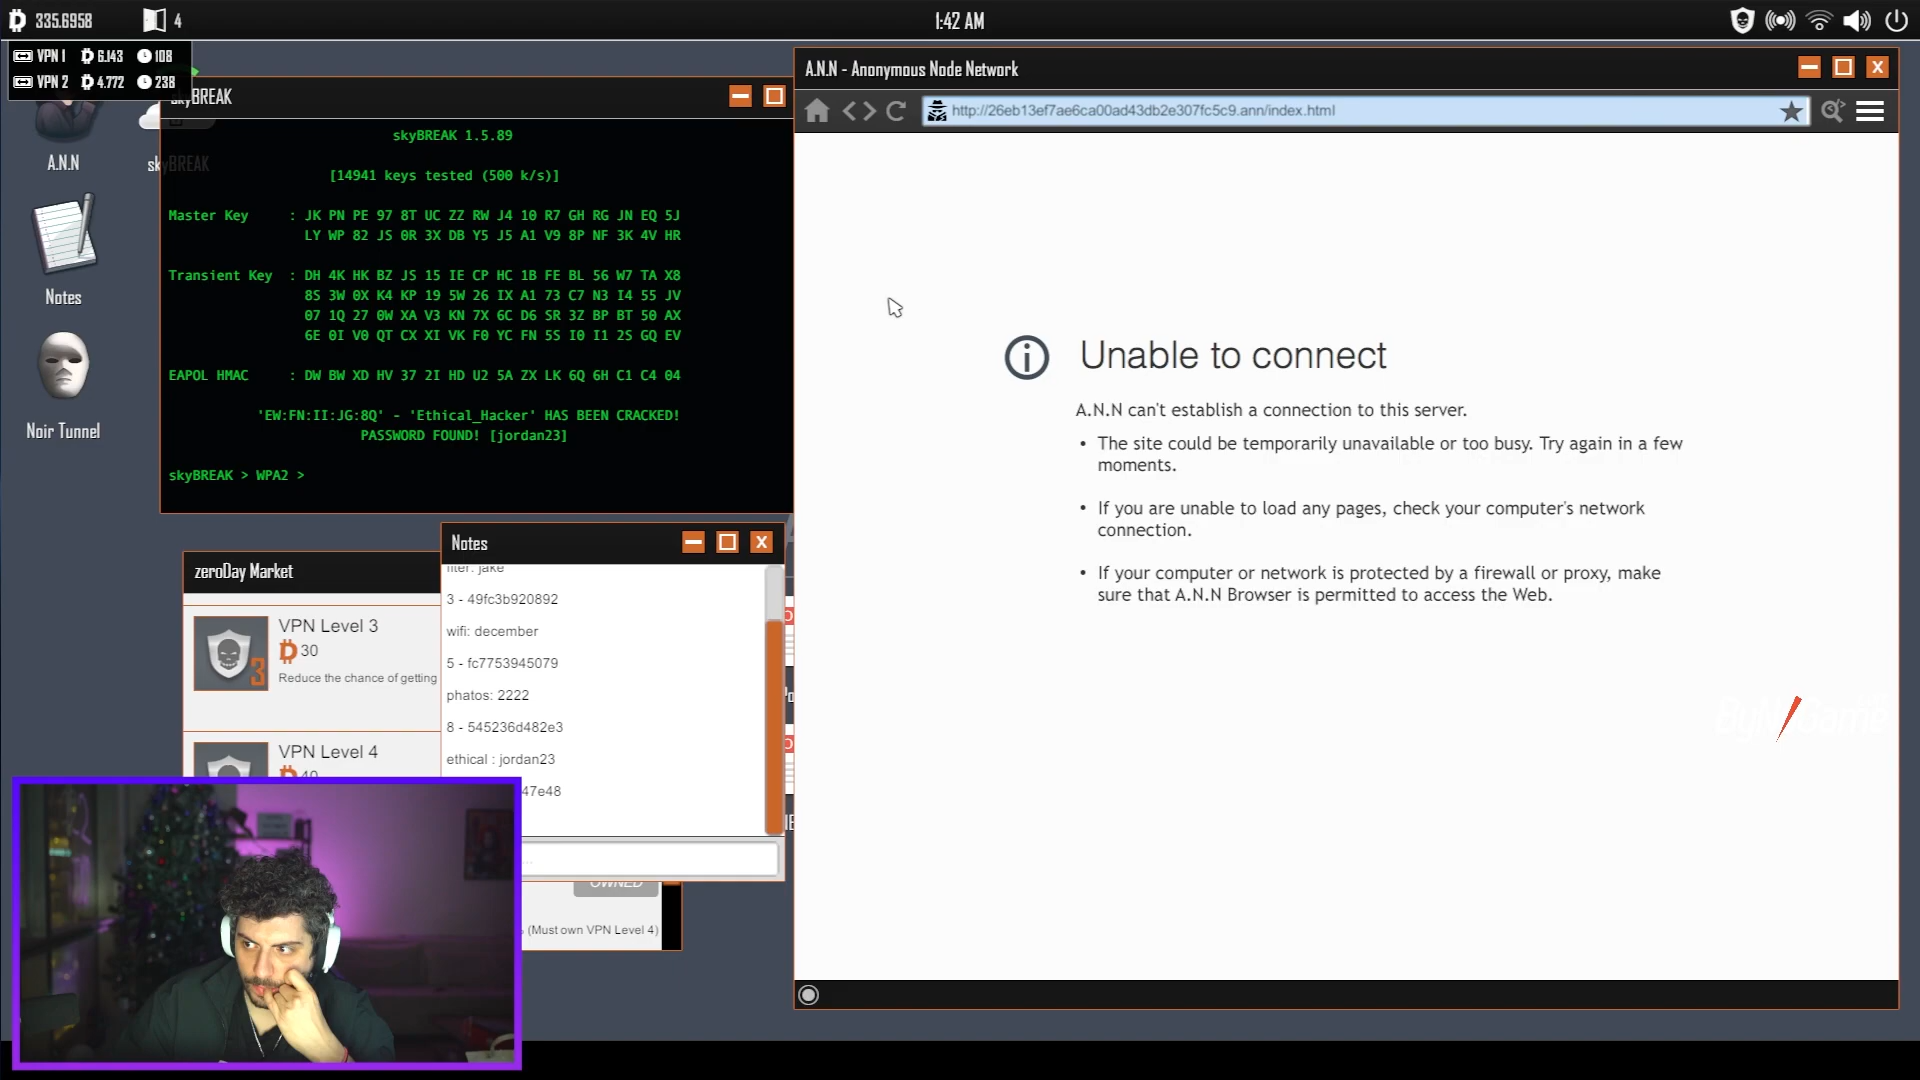 335.6958
4
1:42 AM
VPN 1 6.143 108
VPN 2 4.772 238
A.N.N
skyBREAK
Notes
Noir Tunnel
skyBREAK
skyBREAK 1.5.89
[14941 keys tested (500 k/s)]
Master Key : JK PN PE 97 8T UC ZZ RW J4 10 R7 GH RG JN EQ 5J
LY WP 82 JS 0R 3X DB Y5 J5 A1 V9 8P NF 3K 4V HR
Transient Key : DH 4K HK BZ JS 15 IE CP HC 1B FE BL 56 W7 TA X8
8S 3W 0X K4 KP 19 5W 26 IX A1 73 C7 N3 I4 55 JV
07 1Q 27 0W XA V3 KN 7X 6C D6 SR 3Z BP BT 50 AX
6E 0I V0 QT CX XI VK F0 YC FN 5S I0 I1 2S GQ EV
EAPOL HMAC : DW BW XD HV 37 2I HD U2 5A ZX LK 6Q 6H C1 C4 04
'EW:FN:II:JG:8Q' - 'Ethical_Hacker' HAS BEEN CRACKED!
PASSWORD FOUND! [jordan23]
skyBREAK > WPA2 >
zeroDay Market
VPN Level 3
30
Reduce the chance of getting
VPN Level 4
40
OWNED
(Must own VPN Level 4)
Notes
jake
3 - 49fc3b920892
wifi: december
5 - fc7753945079
phatos: 2222
8 - 545236d482e3
ethical : jordan23
47e48
A.N.N - Anonymous Node Network
http://26eb13ef7ae6ca00ad43db2e307fc5c9.ann/index.html
Unable to connect
A.N.N can't establish a connection to this server.
• The site could be temporarily unavailable or too busy. Try again in a few
moments.
• If you are unable to load any pages, check your computer's network
connection.
• If your computer or network is protected by a firewall or proxy, make
sure that A.N.N Browser is permitted to access the Web.